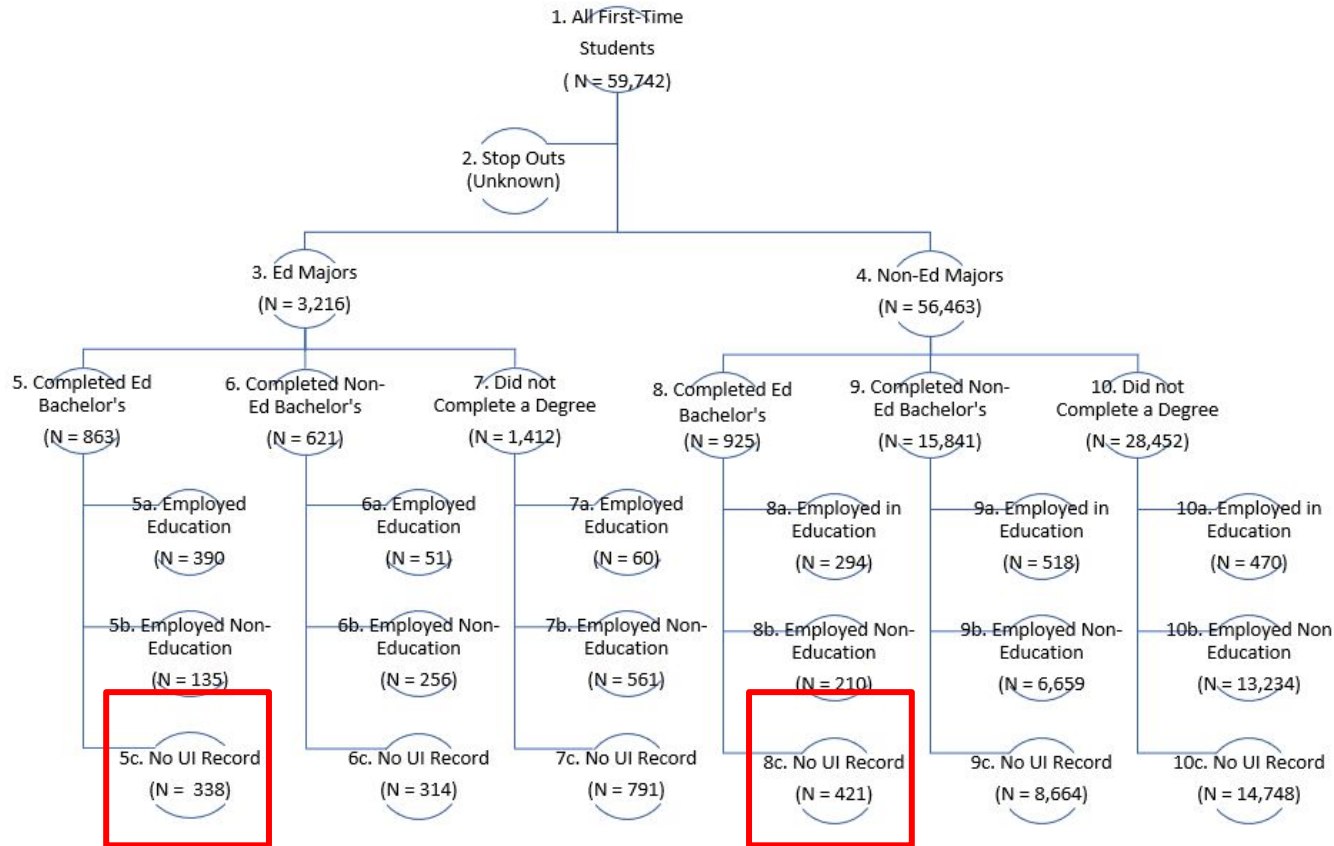 1. All First-Time
Students
( N = 59,742)
2. Stop Outs
(Unknown)
3. Ed Majors
(N = 3,216)
4. Non-Ed Majors
(N = 56,463)
5. Completed Ed
Bachelor's
(N = 863)
6. Completed Non-
Ed Bachelor's
(N = 621)
7. Did not
Complete a Degree
(N = 1,412)
8. Completed Ed
Bachelor's
(N = 925)
9. Completed Non-
Ed Bachelor's
(N = 15,841)
10. Did not
Complete a Degree
(N = 28,452)
5a. Employed
Education
(N = 390
6a. Employed
Education
(N = 51)
7a. Employed
Education
(N = 60)
8a. Employed in
Education
(N = 294)
9a. Employed in
Education
(N = 518)
10a. Employed in
Education
(N = 470)
5b. Employed Non-
Education
(N = 135)
6b. Employed Non-
Education
(N = 256)
7b. Employed Non-
Education
(N = 561)
8b. Employed Non-
Education
(N = 210)
9b. Employed Non-
Education
(N = 6,659
10b. Employed Non
Education
(N = 13,234)
5c. No UI Record
(N = 338)
6c. No UI Record
(N = 314)
7c. No UI Record
(N = 791)
8c. No UI Record
(N = 421)
9c. No UI Record
(N = 8,664)
10c. No UI Record
(N = 14,748)